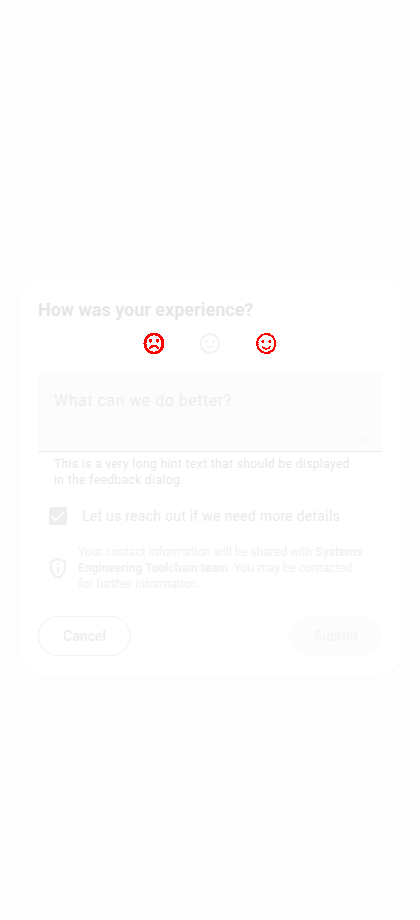 How was your experience?
What can we do better?
This is a very long hint text that should be displayed
in the feedback dialog.
Let us reach out if we need more details
Your contact information will be shared with Systems
Engineering Toolchain team. You may be contacted
for further information.
Cancel
Submit